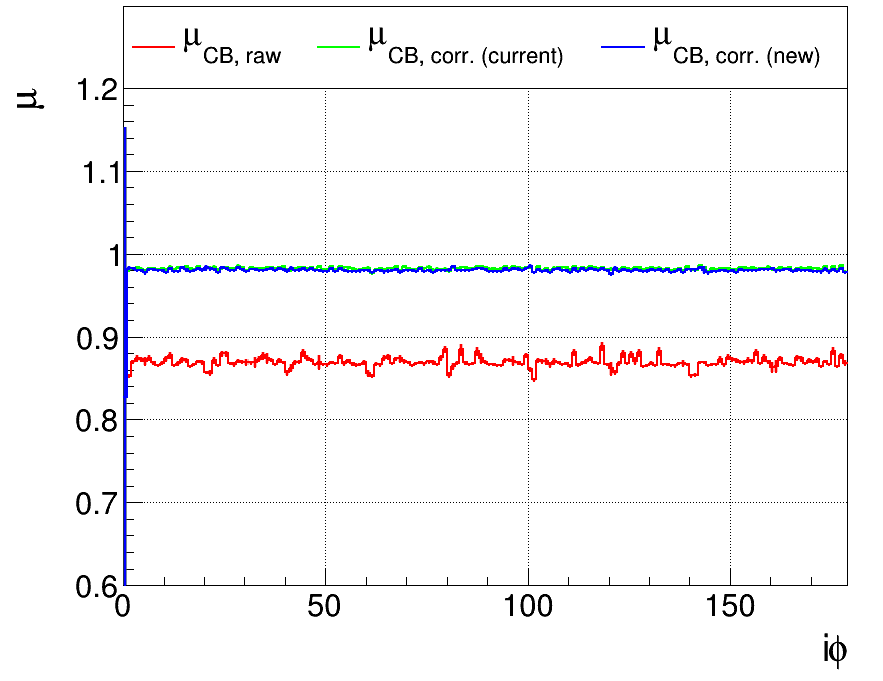 μCB, raw μCB, corr. (current) μCB, corr. (new)
μ
1.2
1.1
1
0.9
0.8
0.7
0.6
0 50 100 150
iϕ